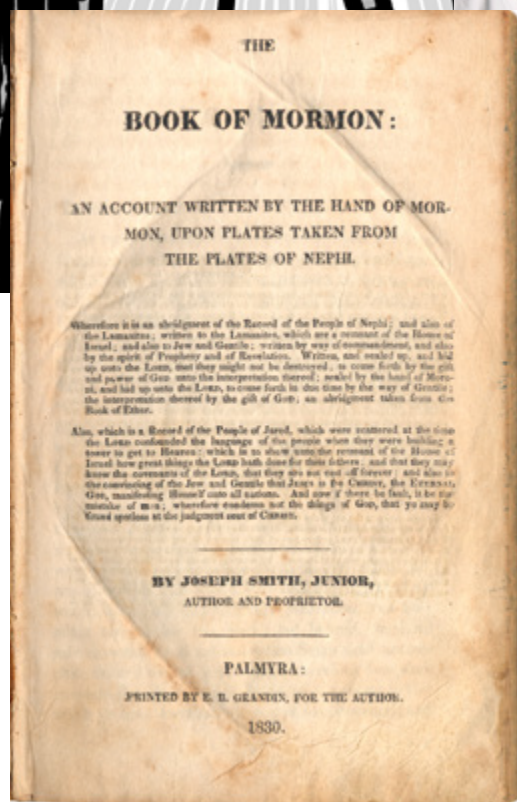 THE
BOOK OF MORMON:
AN ACCOUNT WRITTEN BY THE HAND OF MOR-
MON, UPON PLATES TAKEN FROM
THE PLATES OF NEPHI.
Wherefore it is an abridgment of the Record of the People of Nephi; and also of
the Lamanites; written to the Lamanites, which are a remnant of the House of
Israel; and also to Jew and Gentile; written by way of commandment, and also
by the spirit of Prophecy and of Revelation. Written, and sealed up, and hid
up unto the LORD, that they might not be destroyed; to come forth by the gift
and power of GOD unto the interpretation thereof; sealed by the hand of Moro-
ni, and hid up unto the LORD, to come forth in due time by the way of Gentile;
the interpretation thereof by the gift of GOD; an abridgment taken from the
Book of Ether.
Also, which is a Record of the People of Jared, which were scattered at the time
the LORD confounded the language of the people when they were building a
tower to get to Heaven: which is to shew unto the remnant of the House of
Israel how great things the LORD hath done for their fathers; and that they may
know the covenants of the LORD, that they are not cast off forever; and also to
the convincing of the Jew and Gentile that JESUS is the CHRIST, the ETERNAL
GOD, manifesting Himself unto all nations. And now if there be fault, it be the
mistake of men; wherefore condemn not the things of GOD, that ye may be
found spotless at the judgment seat of CHRIST.
BY JOSEPH SMITH, JUNIOR,
AUTHOR AND PROPRIETOR.
PALMYRA:
PRINTED BY E. B. GRANDIN, FOR THE AUTHOR.
1830.